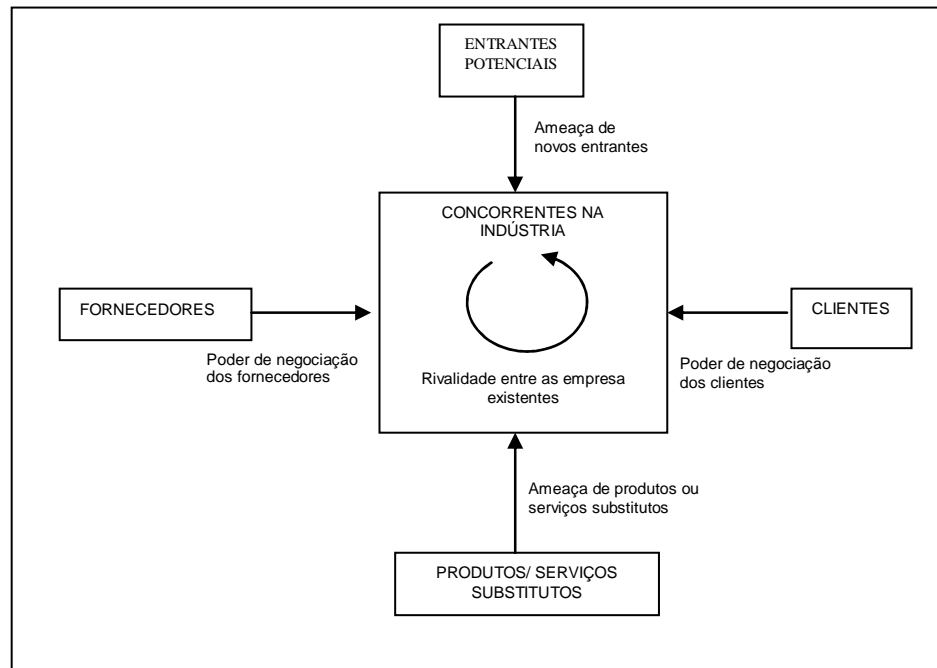 ENTRANTES
POTENCIAIS
Ameaça de
novos entrantes
CONCORRENTES NA
INDÚSTRIA
FORNECEDORES
CLIENTES
Poder de negociação
dos fornecedores
Rivalidade entre as empresa
existentes
Poder de negociação
dos clientes
Ameaça de produtos ou
serviços substitutos
PRODUTOS/ SERVIÇOS
SUBSTITUTOS